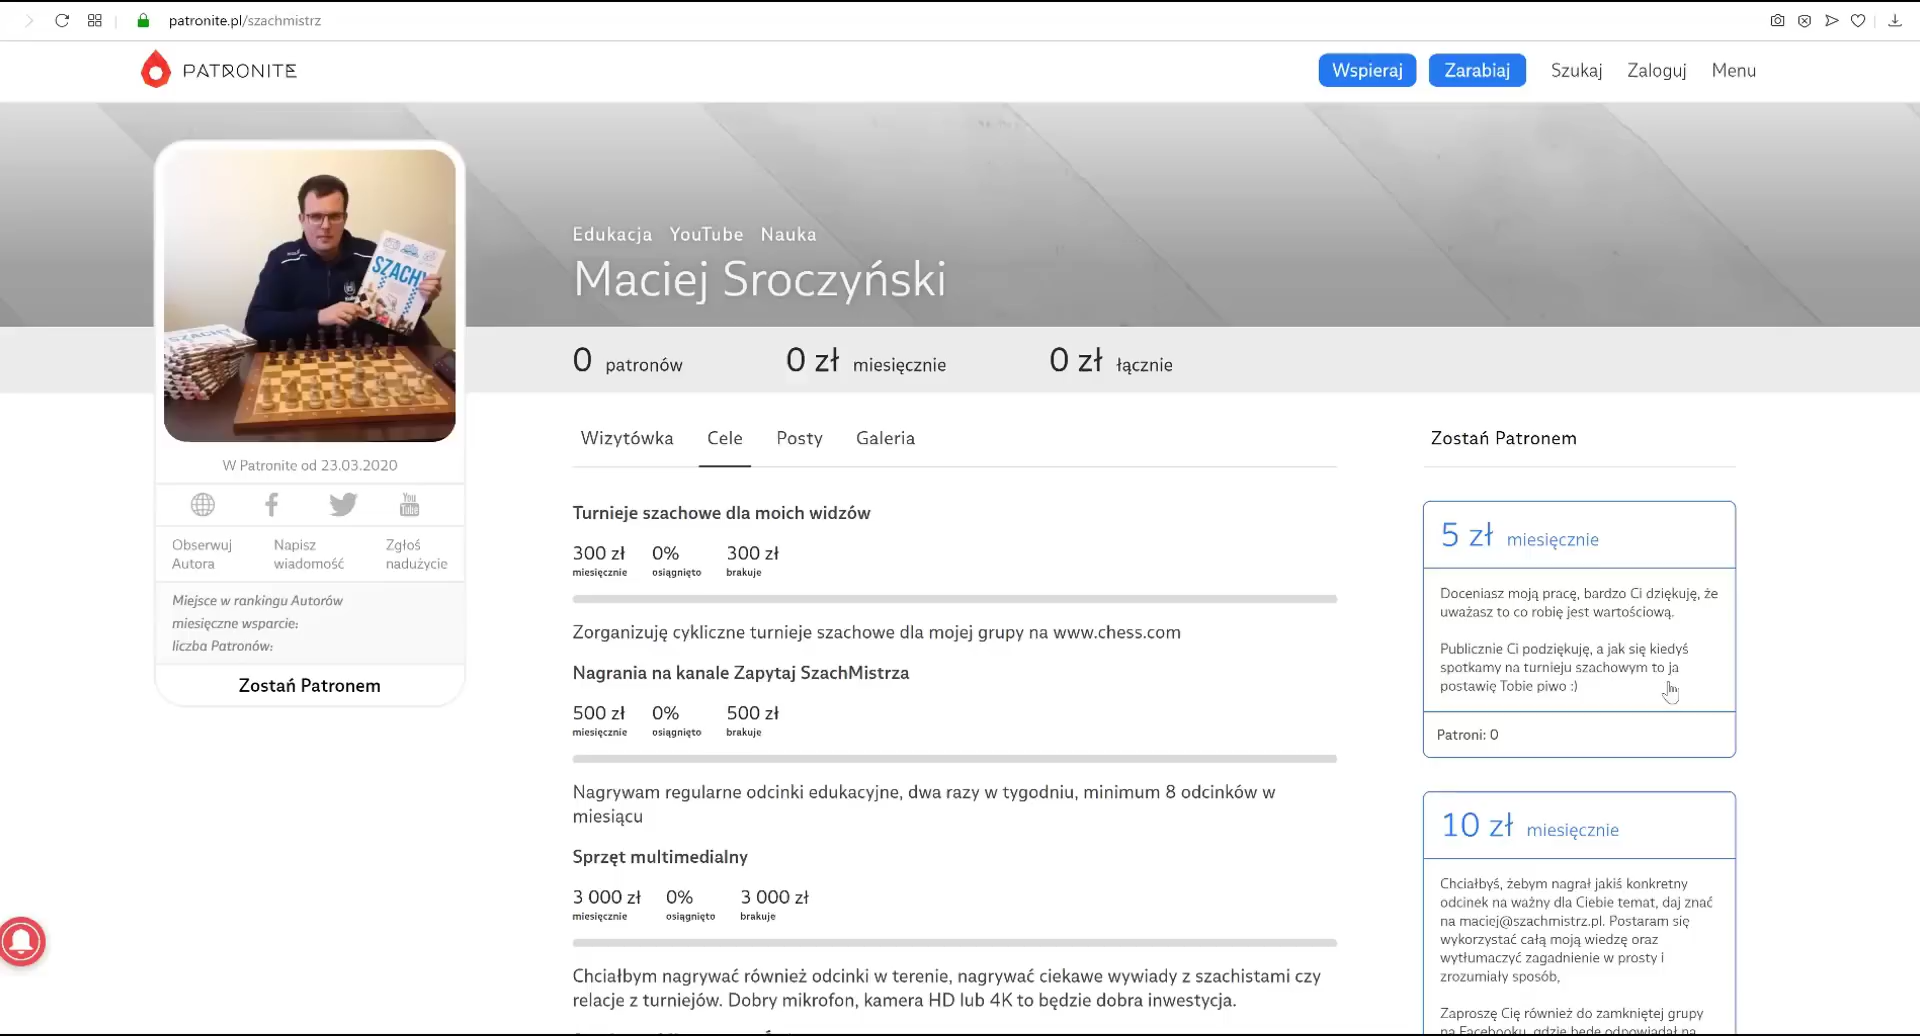 patronite.pl/szachmistrz
PATRONITE
Wspieraj Zarabiaj Szukaj Zaloguj Menu
SZACHY
Edukacja YouTube Nauka
Maciej Sroczyński
0 patronów 0 zł miesięcznie 0 zł łącznie
W Patronite od 23.03.2020
You
Tube
Obserwuj Autora
Napisz wiadomość
Zgłoś nadużycie
Miejsce w rankingu Autorów
miesięczne wsparcie:
liczba Patronów:
Zostań Patronem
Wizytówka Cele Posty Galeria
Turnieje szachowe dla moich widzów
300 zł 0% 300 zł
miesięcznie osiągnięto brakuje
Zorganizuję cykliczne turnieje szachowe dla mojej grupy na www.chess.com
Nagrania na kanale Zapytaj SzachMistrza
500 zł 0% 500 zł
miesięcznie osiągnięto brakuje
Nagrywam regularne odcinki edukacyjne, dwa razy w tygodniu, minimum 8 odcinków w
miesiącu
Sprzęt multimedialny
3 000 zł 0% 3 000 zł
miesięcznie osiągnięto brakuje
Chciałbym nagrywać również odcinki w terenie, nagrywać ciekawe wywiady z szachistami czy
relacje z turniejów. Dobry mikrofon, kamera HD lub 4K to będzie dobra inwestycja.
Zostań Patronem
5 zł miesięcznie
Doceniasz moją pracę, bardzo Ci dziękuję, że
uważasz to co robię jest wartościową.
Publicznie Ci podziękuję, a jak się kiedyś
spotkamy na turnieju szachowym to ja
postawię Tobie piwo :)
Patroni: 0
10 zł miesięcznie
Chciałbyś, żebym nagrał jakiś konkretny
odcinek na ważny dla Ciebie temat, daj znać
na maciej@szachmistrz.pl. Postaram się
wykorzystać całą moją wiedzę oraz
wytłumaczyć zagadnienie w prosty i
zrozumiały sposób,
Zaproszę Cię również do zamkniętej grupy
na Facebooku, gdzie będę odpowiadał na